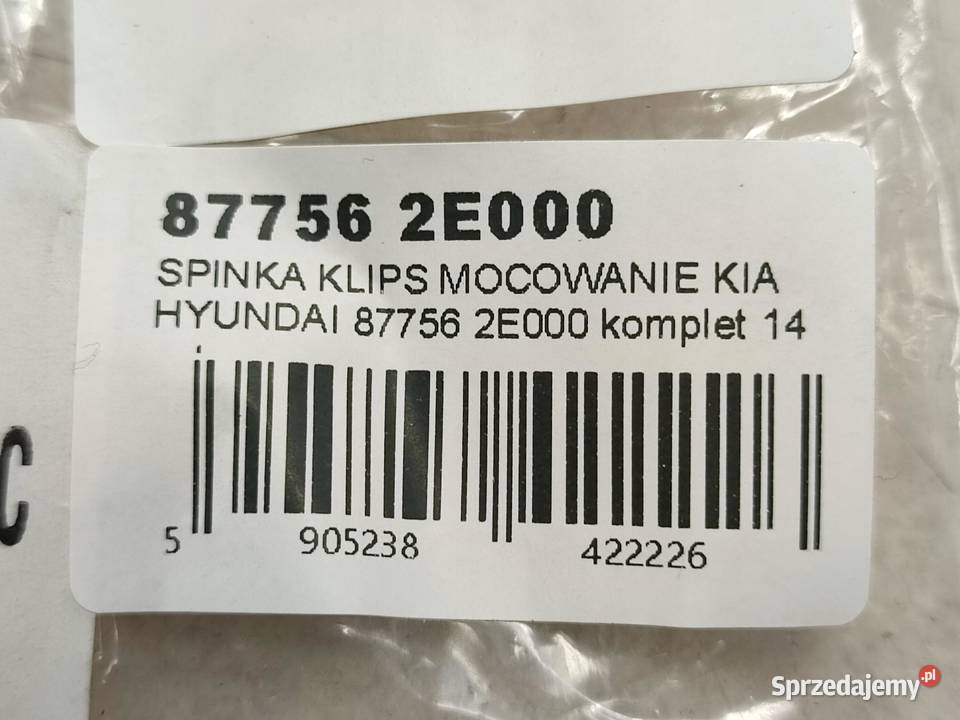 87756 2E000
SPINKA KLIPS MOCOWANIE KIA
HYUNDAI 87756 2E000 komplet 14
5 905238 422226
C
Sprzedajemy.pl